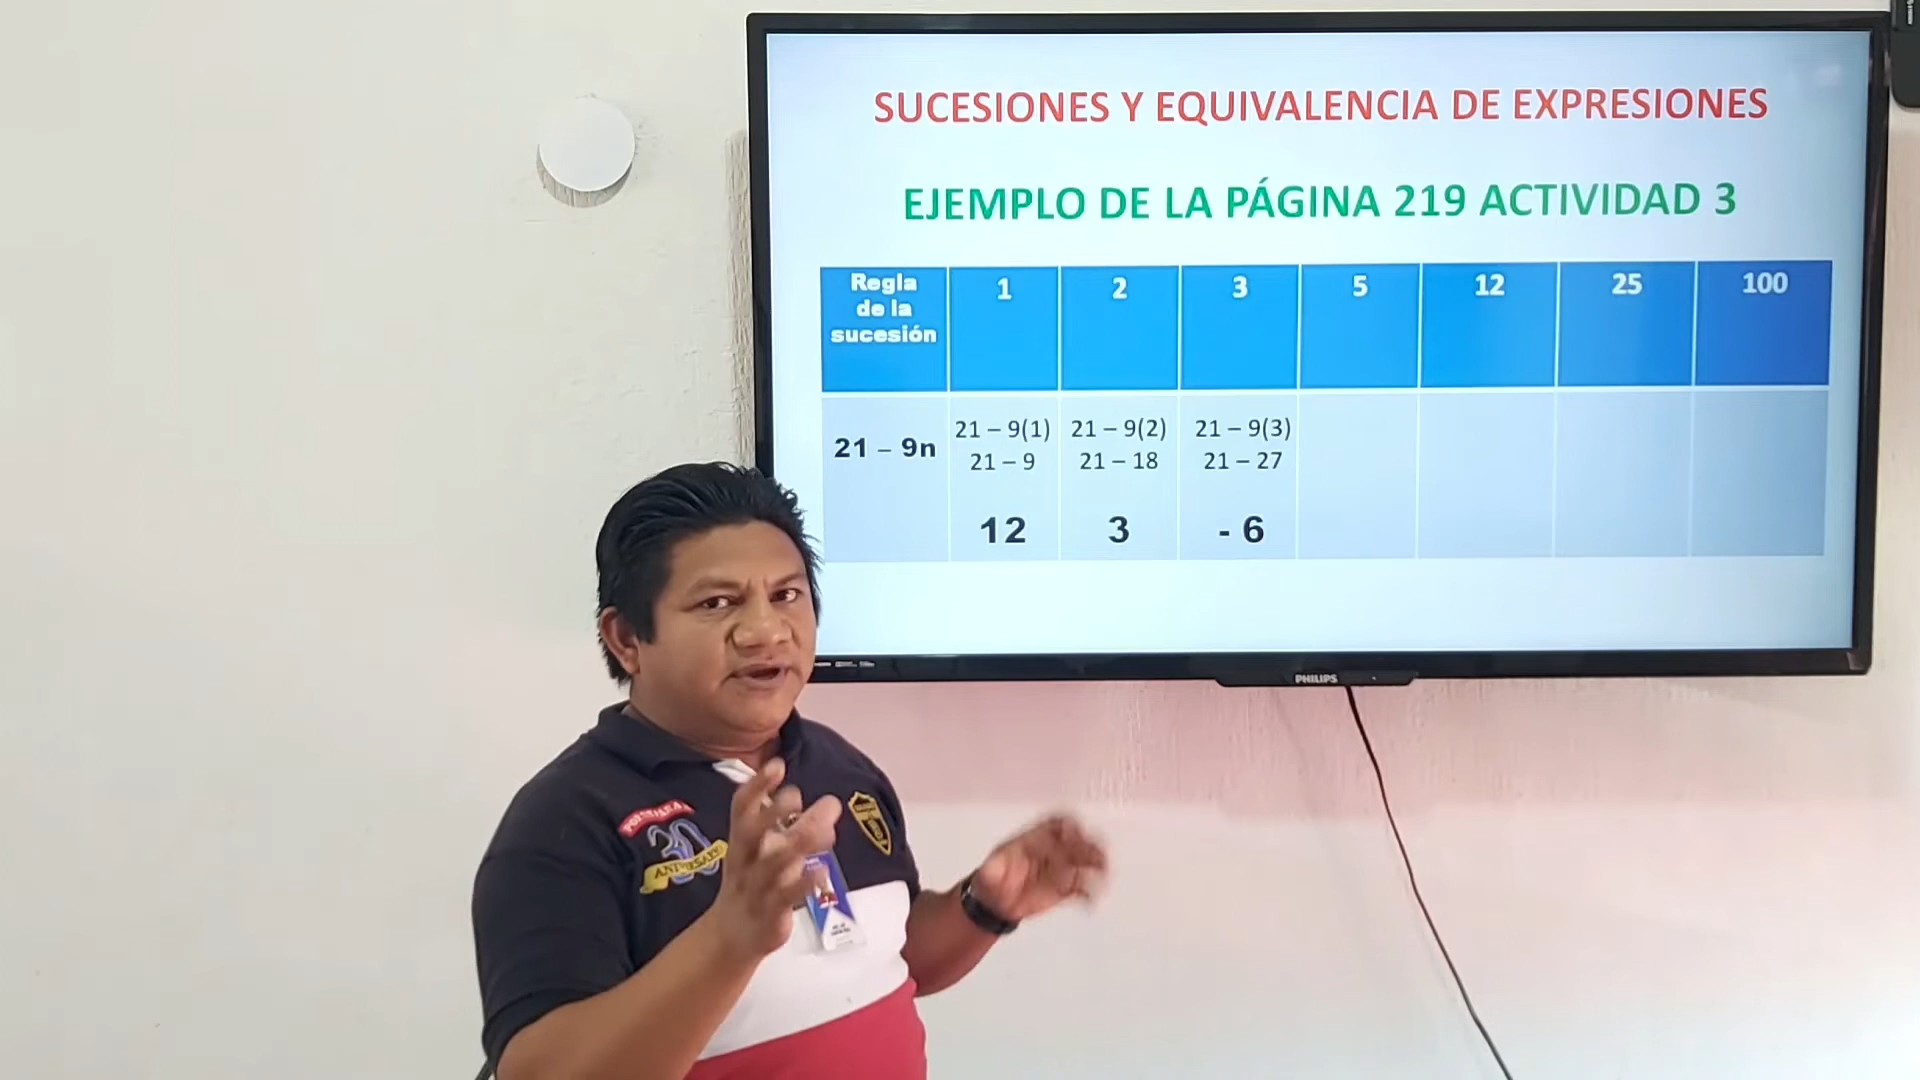 SUCESIONES Y EQUIVALENCIA DE EXPRESIONES
EJEMPLO DE LA PÁGINA 219 ACTIVIDAD 3
Regla
de la
sucesión
1
2
3
5
12
25
100
21 – 9n
21 – 9(1)
21 – 9
12
21 – 9(2)
21 – 18
3
21 – 9(3)
21 – 27
- 6
PHILIPS
30
ANIVERSARIO